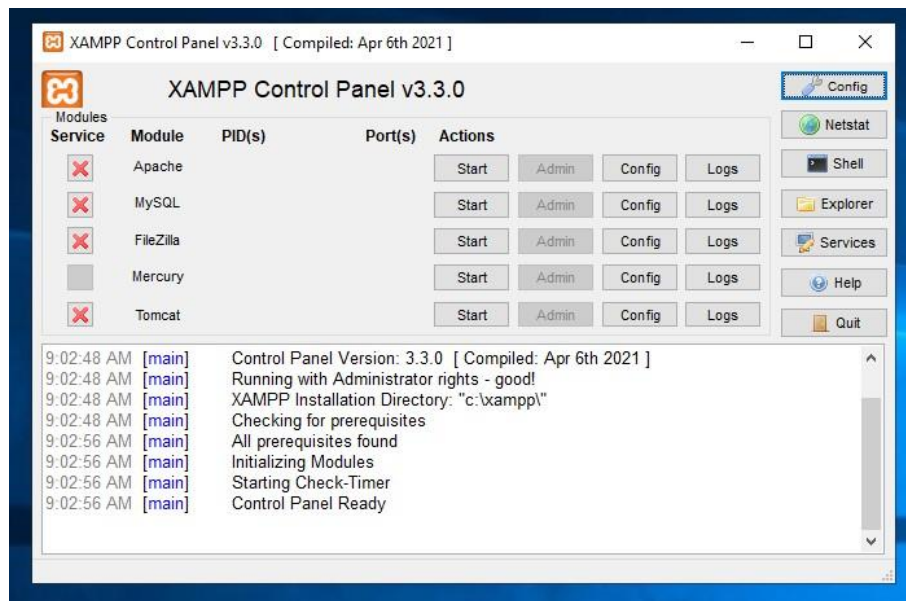 XAMPP Control Panel v3.3.0 [ Compiled: Apr 6th 2021 ]
XAMPP Control Panel v3.3.0
Config
Modules
Service Module PID(s) Port(s) Actions
Netstat
Apache Start Admin Config Logs
Shell
MySQL Start Admin Config Logs
Explorer
FileZilla Start Admin Config Logs
Services
Mercury Start Admin Config Logs
Help
Tomcat Start Admin Config Logs
Quit
9:02:48 AM [main] Control Panel Version: 3.3.0 [ Compiled: Apr 6th 2021 ]
9:02:48 AM [main] Running with Administrator rights - good!
9:02:48 AM [main] XAMPP Installation Directory: "c:\xampp\"
9:02:48 AM [main] Checking for prerequisites
9:02:56 AM [main] All prerequisites found
9:02:56 AM [main] Initializing Modules
9:02:56 AM [main] Starting Check-Timer
9:02:56 AM [main] Control Panel Ready